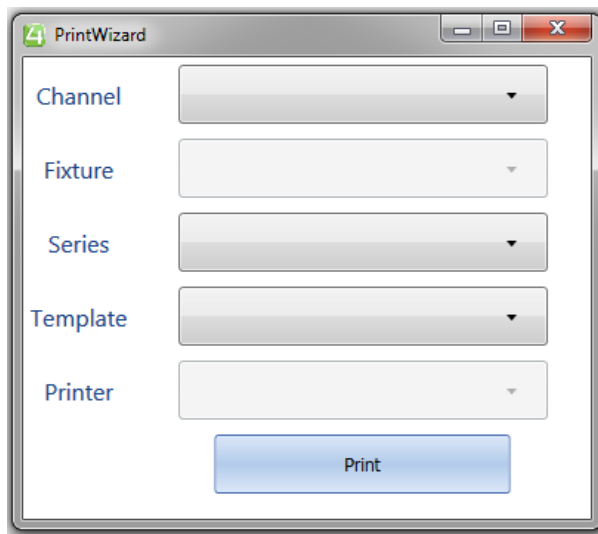 PrintWizard
Channel
Fixture
Series
Template
Printer
Print